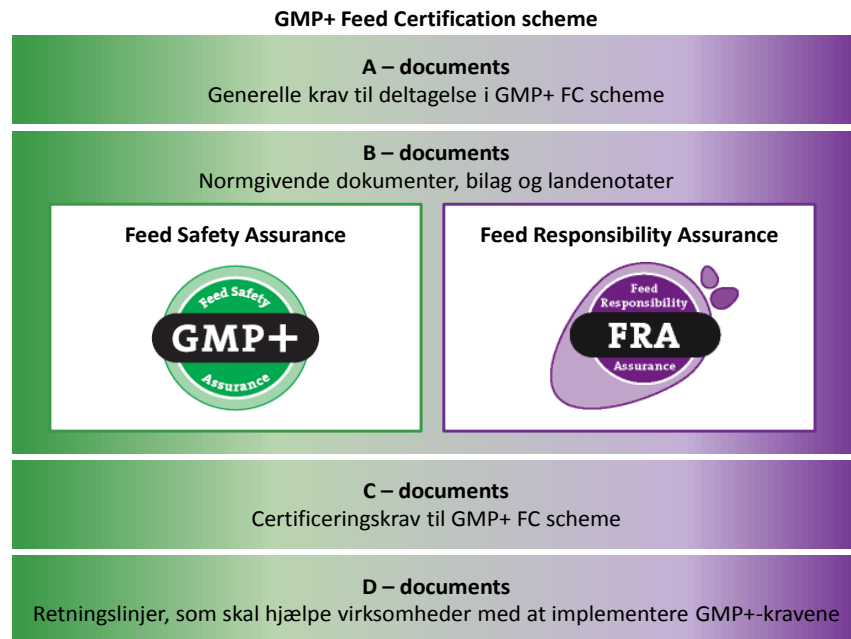 GMP+ Feed Certification scheme
A – documents
Generelle krav til deltagelse i GMP+ FC scheme
B – documents
Normgivende dokumenter, bilag og landenotater
Feed Safety Assurance
Feed Safety
GMP+
Assurance
Feed Responsibility Assurance
Feed
Responsibility
FRA
Assurance
C – documents
Certificeringskrav til GMP+ FC scheme
D – documents
Retningslinjer, som skal hjælpe virksomheder med at implementere GMP+-kravene